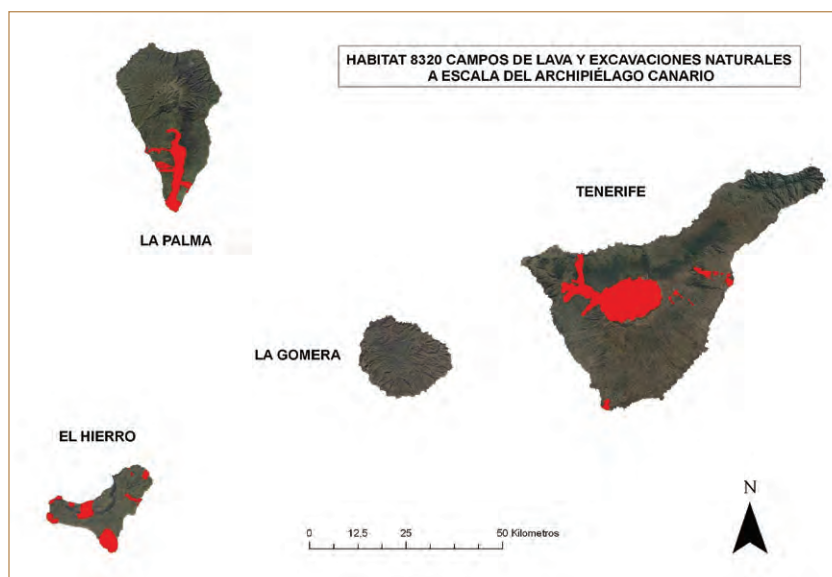 HABITAT 8320 CAMPOS DE LAVA Y EXCAVACIONES NATURALES
A ESCALA DEL ARCHIPIÉLAGO CANARIO
TENERIFE
LA PALMA
LA GOMERA
EL HIERRO
N
0 12,5 25 50 Kilometros